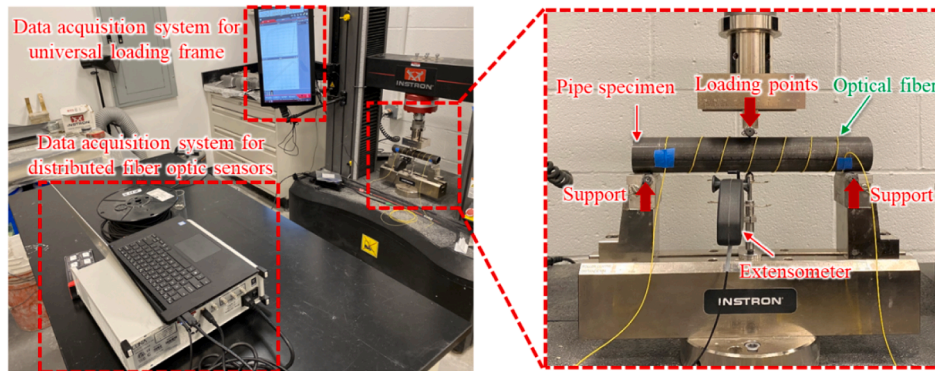 Data acquisition system for
universal loading frame
INSTRON
Data acquisition system for
distributed fiber optic sensors
Pipe specimen
Loading points
Optical fiber
Support
Support
Extensometer
INSTRON